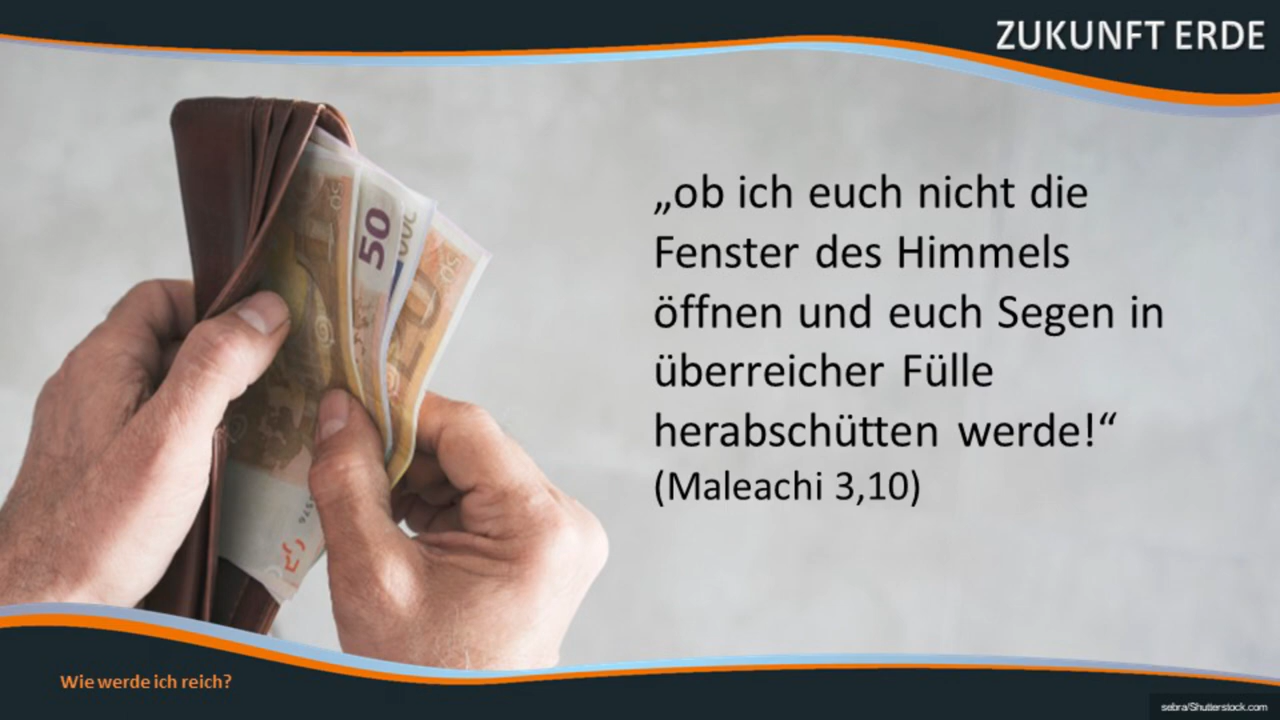 ZUKUNFT ERDE
„ob ich euch nicht die
Fenster des Himmels
öffnen und euch Segen in
überreicher Fülle
herabschütten werde!“
(Maleachi 3,10)
50
Wie werde ich reich?
sebra/Shutterstock.com